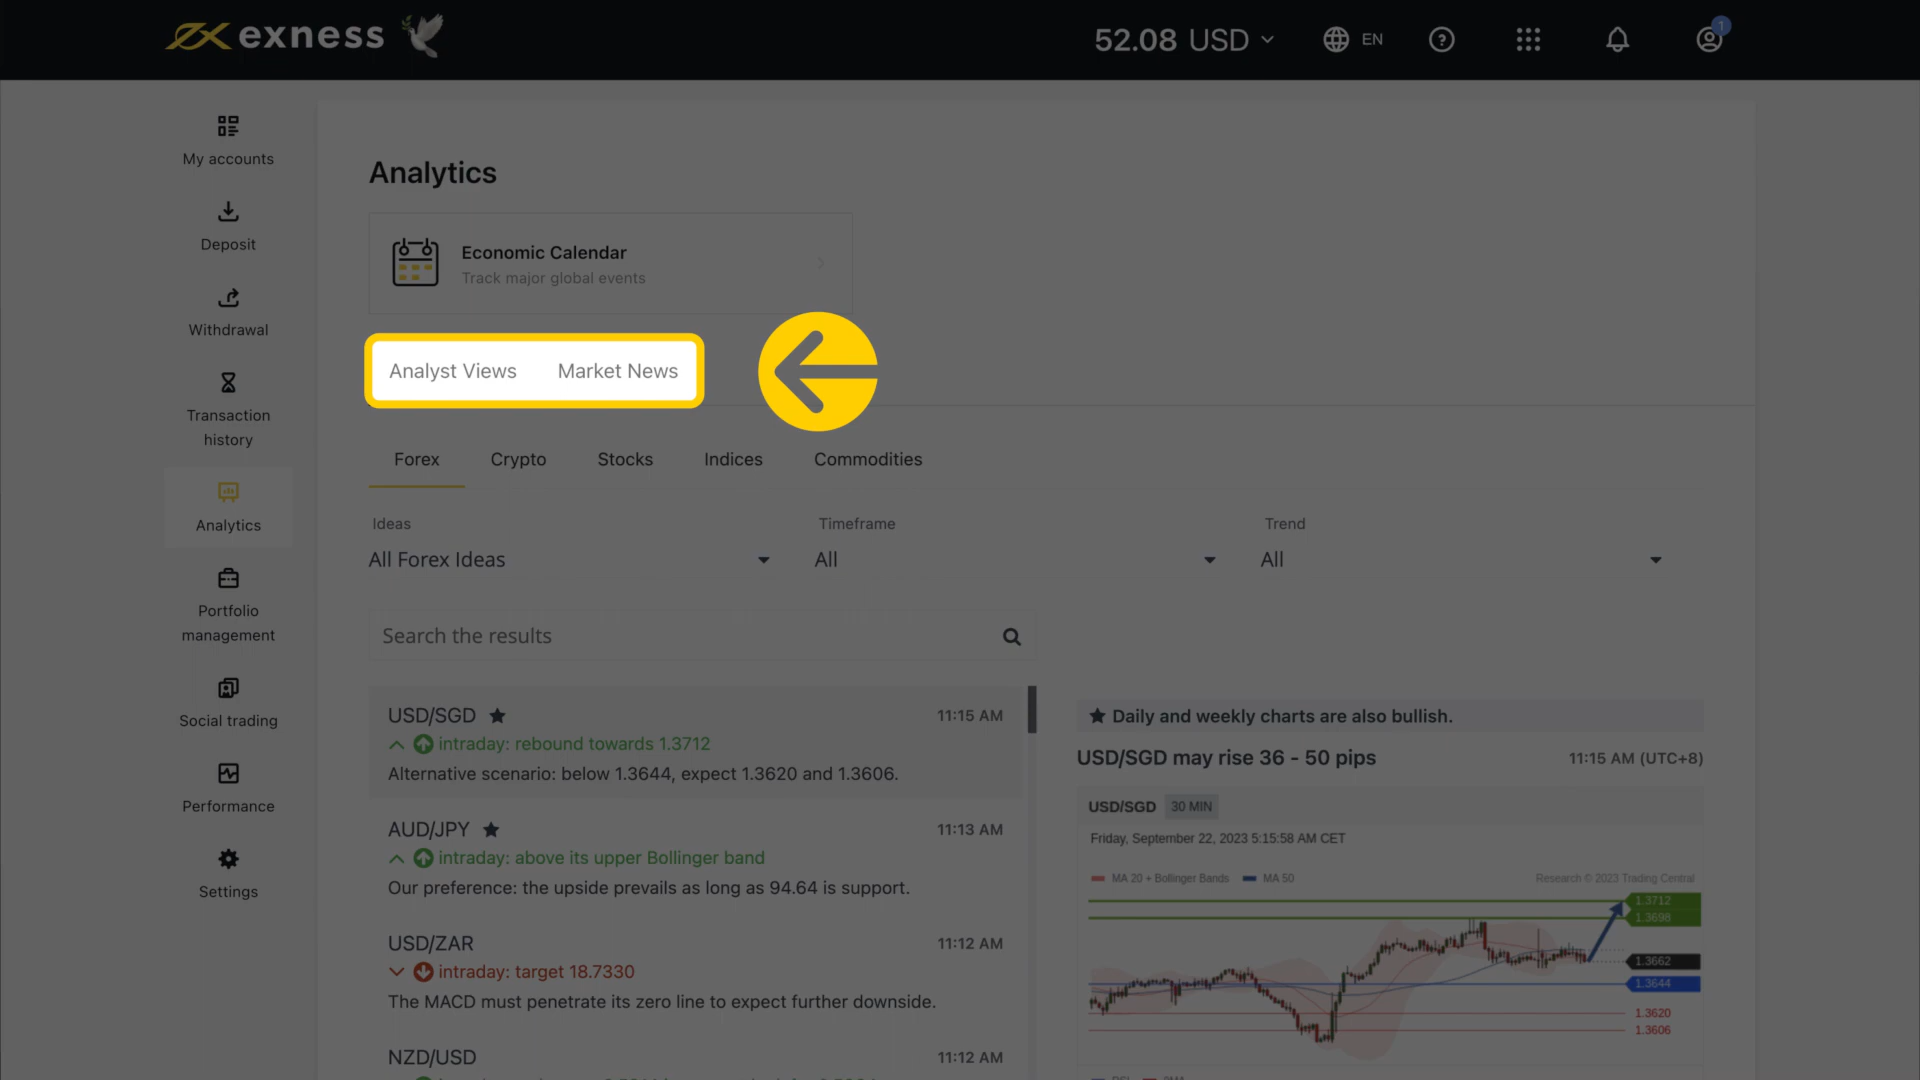 exness
52.08 USD
EN
1
My accounts
Deposit
Withdrawal
Transaction
history
Analytics
Portfolio
management
Social trading
Performance
Settings
Analytics
Economic Calendar
Track major global events
Analyst Views Market News
Forex Crypto Stocks Indices Commodities
Ideas Timeframe Trend
All Forex Ideas All All
Search the results
USD/SGD 11:15 AM
intraday: rebound towards 1.3712
Alternative scenario: below 1.3644, expect 1.3620 and 1.3606.
AUD/JPY 11:13 AM
intraday: above its upper Bollinger band
Our preference: the upside prevails as long as 94.64 is support.
USD/ZAR 11:12 AM
intraday: target 18.7330
The MACD must penetrate its zero line to expect further downside.
NZD/USD 11:12 AM
Daily and weekly charts are also bullish.
USD/SGD may rise 36 - 50 pips 11:15 AM (UTC+8)
USD/SGD 30 MIN
Friday, September 22, 2023 5:15:58 AM CET
MA 20 + Bollinger Bands MA 50 Research © 2023 Trading Central
1.3712
1.3698
1.3662
1.3644
1.3620
1.3606